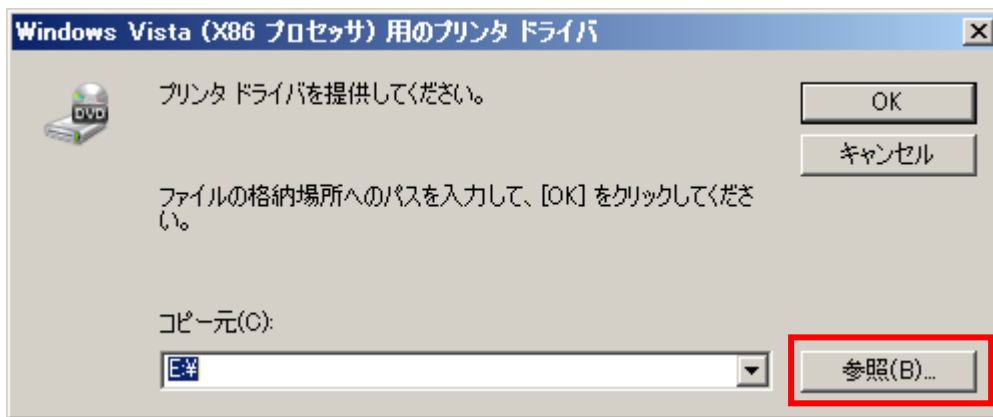 Windows Vista (X86 プロセッサ) 用のプリンタ ドライバ
プリンタ ドライバを提供してください。
OK
キャンセル
DVD
ファイルの格納場所へのパスを入力して、[OK] をクリックしてくださ
い。
コピー元(C):
E:¥
参照(B)...